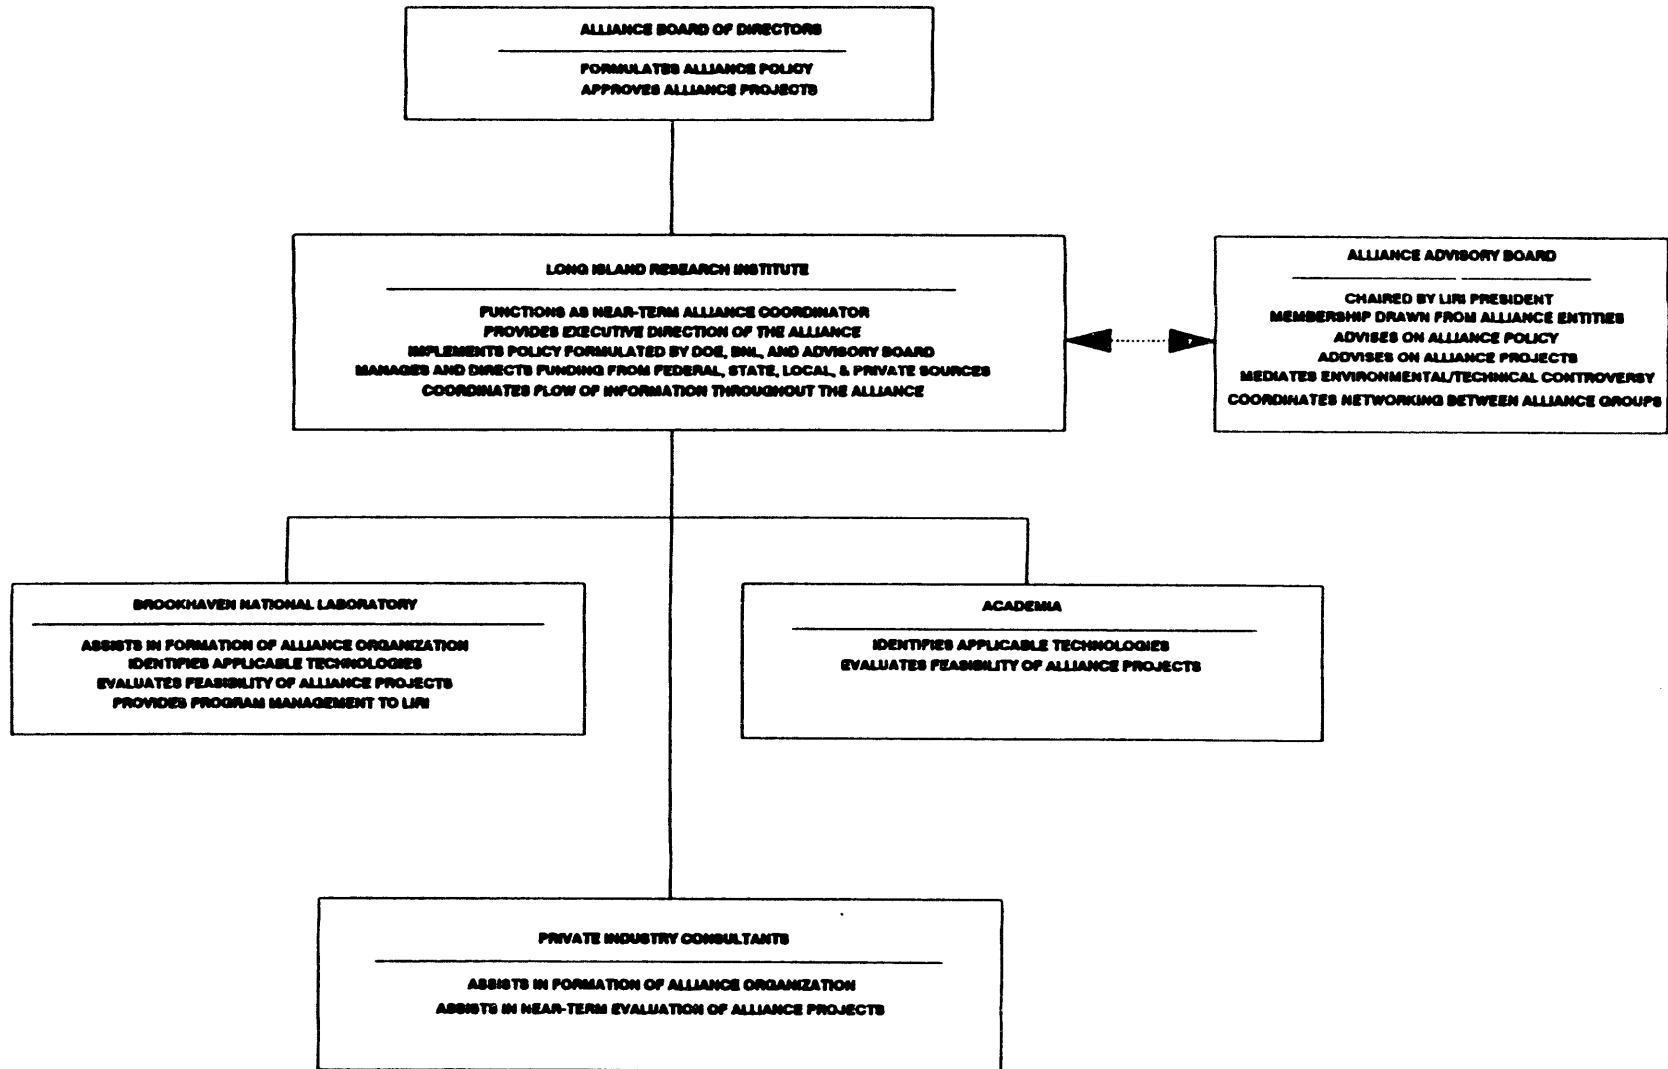 ALLIANCE BOARD OF DIRECTORS
FORMULATES ALLIANCE POLICY
APPROVES ALLIANCE PROJECTS
LONG ISLAND RESEARCH INSTITUTE
FUNCTIONS AS NEAR-TERM ALLIANCE COORDINATOR
PROVIDES EXECUTIVE DIRECTION OF THE ALLIANCE
IMPLEMENTS POLICY FORMULATED BY DOE, BNL, AND ADVISORY BOARD
MANAGES AND DIRECTS FUNDING FROM FEDERAL, STATE, LOCAL, & PRIVATE SOURCES
COORDINATES FLOW OF INFORMATION THROUGHOUT THE ALLIANCE
ALLIANCE ADVISORY BOARD
CHAIRED BY LIRI PRESIDENT
MEMBERSHIP DRAWN FROM ALLIANCE ENTITIES
ADVISES ON ALLIANCE POLICY
ADDVISES ON ALLIANCE PROJECTS
MEDIATES ENVIRONMENTAL/TECHNICAL CONTROVERSY
COORDINATES NETWORKING BETWEEN ALLIANCE GROUPS
BROOKHAVEN NATIONAL LABORATORY
ASSISTS IN FORMATION OF ALLIANCE ORGANIZATION
IDENTIFIES APPLICABLE TECHNOLOGIES
EVALUATES FEASIBILITY OF ALLIANCE PROJECTS
PROVIDES PROGRAM MANAGEMENT TO LIRI
ACADEMIA
IDENTIFIES APPLICABLE TECHNOLOGIES
EVALUATES FEASIBILITY OF ALLIANCE PROJECTS
PRIVATE INDUSTRY CONSULTANTS
ASSISTS IN FORMATION OF ALLIANCE ORGANIZATION
ASSISTS IN NEAR-TERM EVALUATION OF ALLIANCE PROJECTS